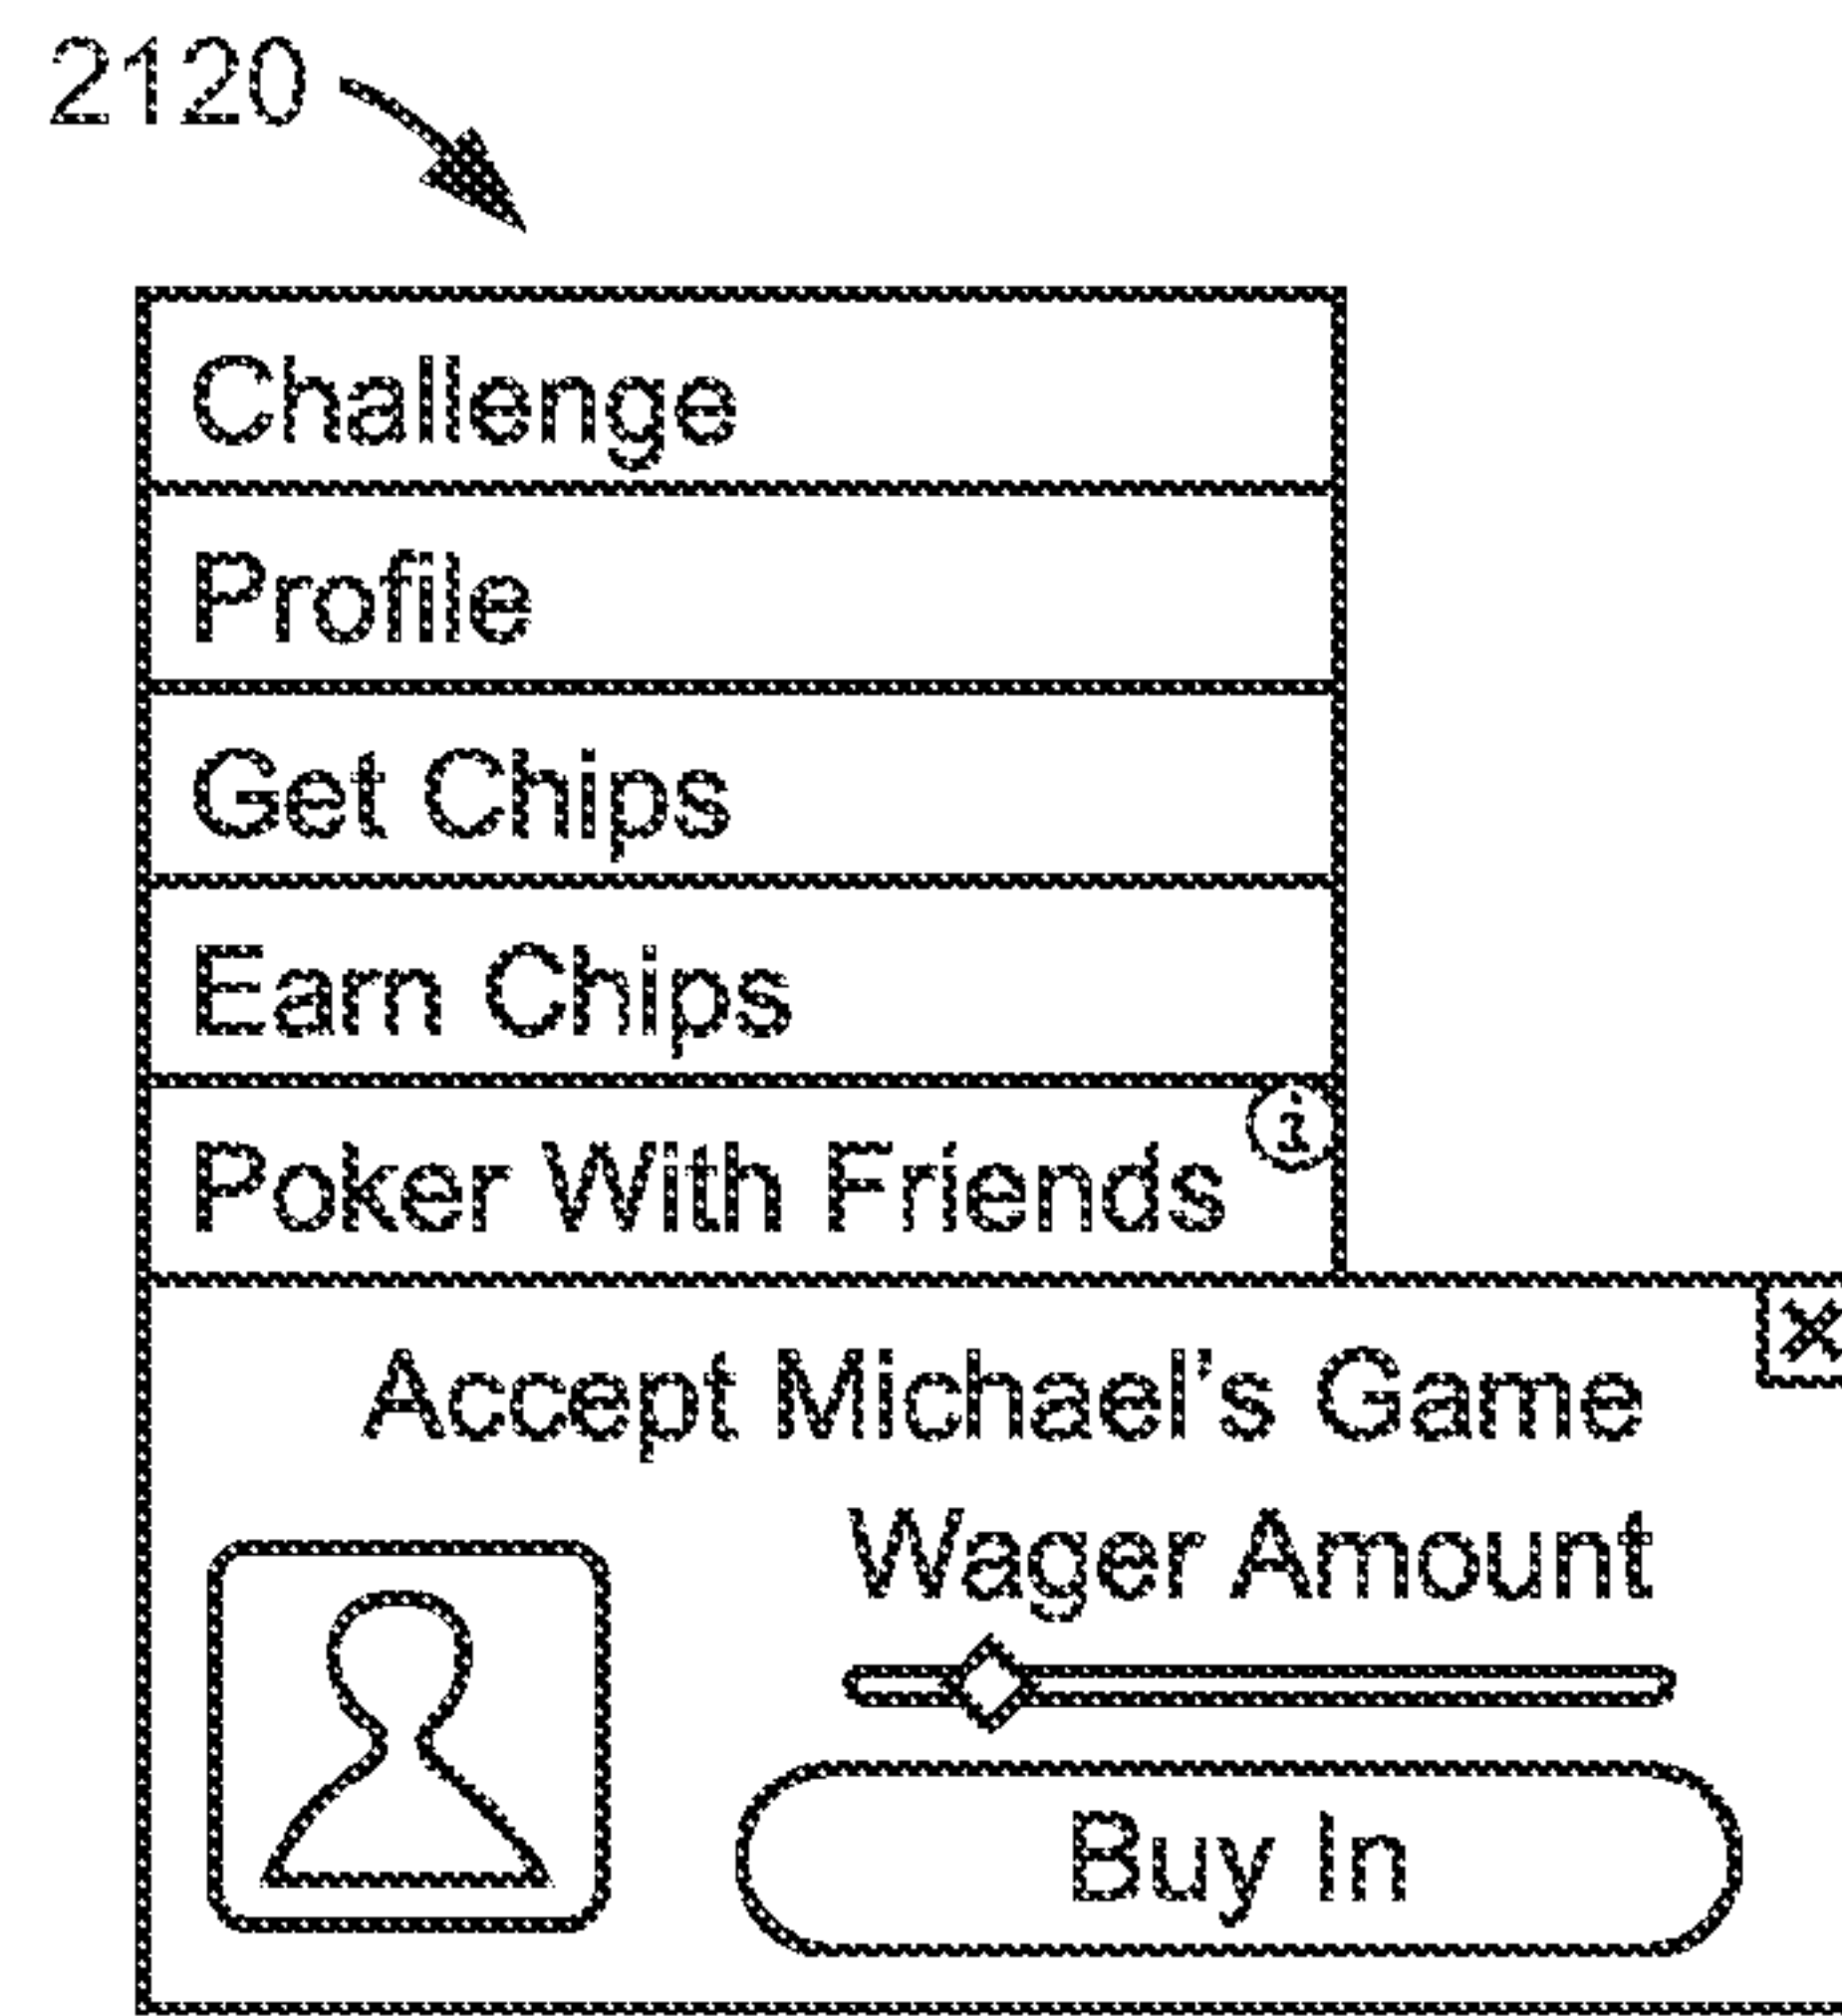 2120
Challenge
Profile
Get Chips
Earn Chips
Poker With Friends
Accept Michael's Game
Wager Amount
Buy In